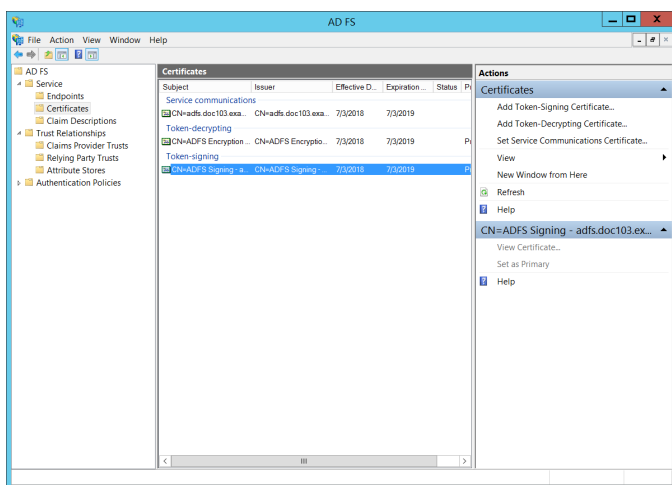 AD FS
File Action View Window Help
AD FS
Service
Endpoints
Certificates
Claim Descriptions
Trust Relationships
Claims Provider Trusts
Relying Party Trusts
Attribute Stores
Authentication Policies
Certificates
Subject Issuer Effective D... Expiration ... Status Pr
Service communications
CN=adfs.doc103.exa... CN=adfs.doc103.exa... 7/3/2018 7/3/2019
Token-decrypting
CN=ADFS Encryption ... CN=ADFS Encryptio... 7/3/2018 7/3/2019 Pr
Token-signing
CN=ADFS Signing - a... CN=ADFS Signing - ... 7/3/2018 7/3/2019 Pr
Actions
Certificates
Add Token-Signing Certificate...
Add Token-Decrypting Certificate...
Set Service Communications Certificate...
View
New Window from Here
Refresh
Help
CN=ADFS Signing - adfs.doc103.ex...
View Certificate...
Set as Primary
Help